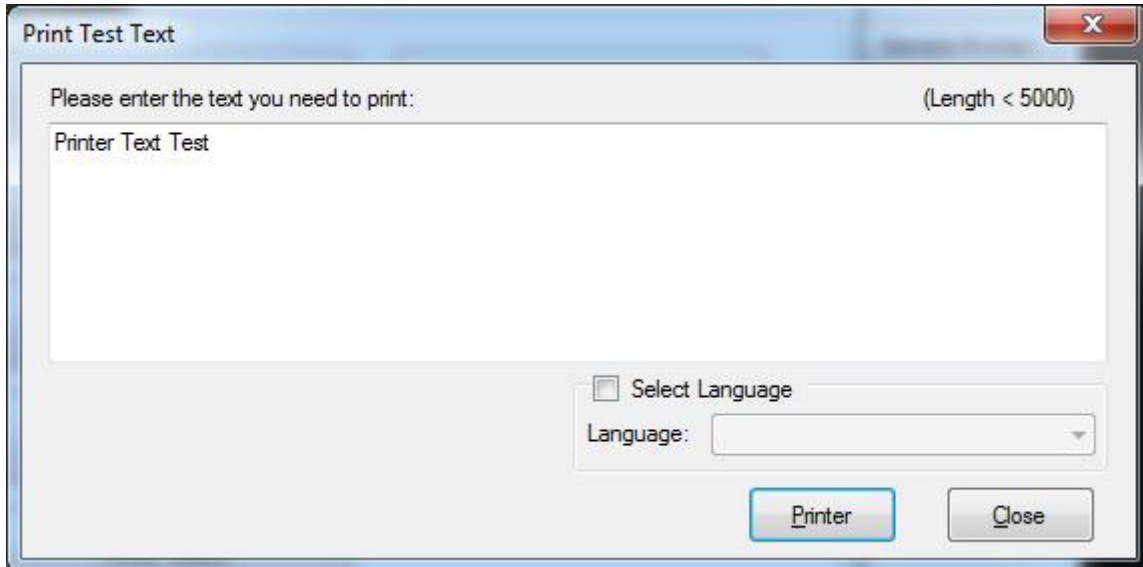 Print Test Text
Please enter the text you need to print: (Length < 5000)
Printer Text Test
Select Language
Language:
Printer Close